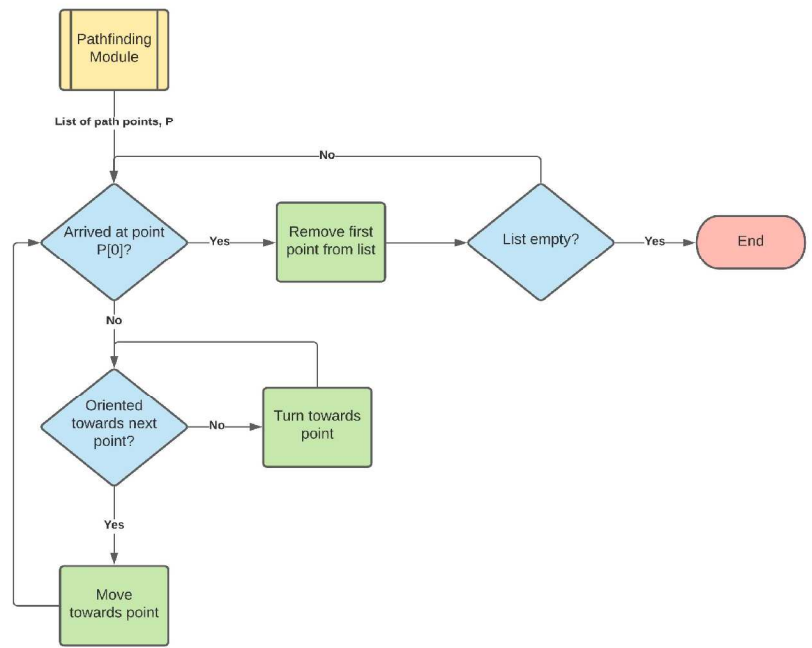 Pathfinding
Module
List of path points, P
No
Arrived at point
P[0]?
Yes
Remove first
point from list
List empty?
Yes
End
No
Oriented
towards next
point?
No
Turn towards
point
Yes
Move
towards point